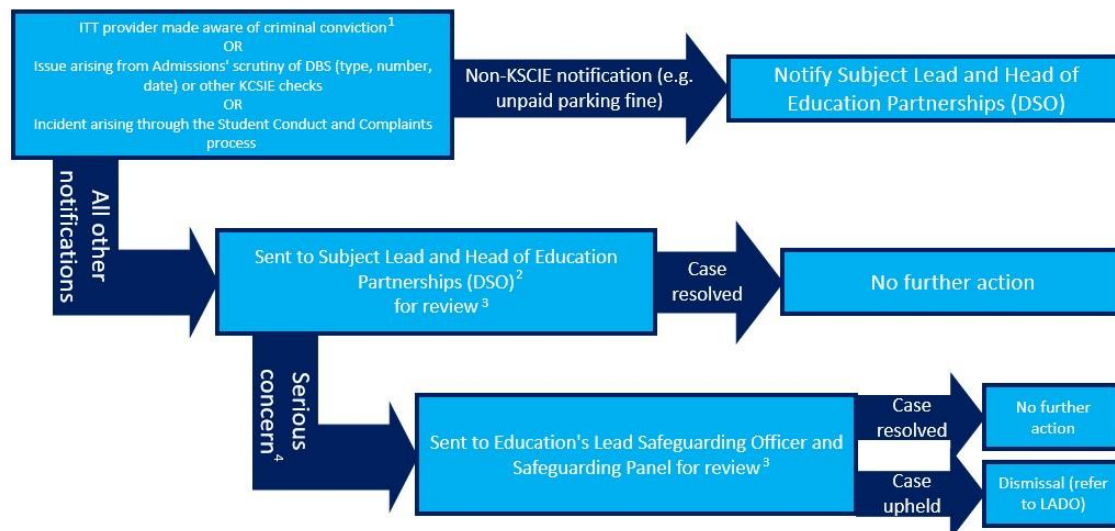 ITT provider made aware of criminal conviction¹
OR
Issue arising from Admissions' scrutiny of DBS (type, number,
date) or other KCSIE checks
OR
Incident arising through the Student Conduct and Complaints
process
Non-KSCIE notification (e.g.
unpaid parking fine)
Notify Subject Lead and Head of
Education Partnerships (DSO)
All other
notifications
Sent to Subject Lead and Head of Education
Partnerships (DSO)²
for review ³
Case
resolved
No further action
Serious
concern⁴
Sent to Education's Lead Safeguarding Officer and
Safeguarding Panel for review ³
Case
resolved
No further
action
Case
upheld
Dismissal (refer
to LADO)